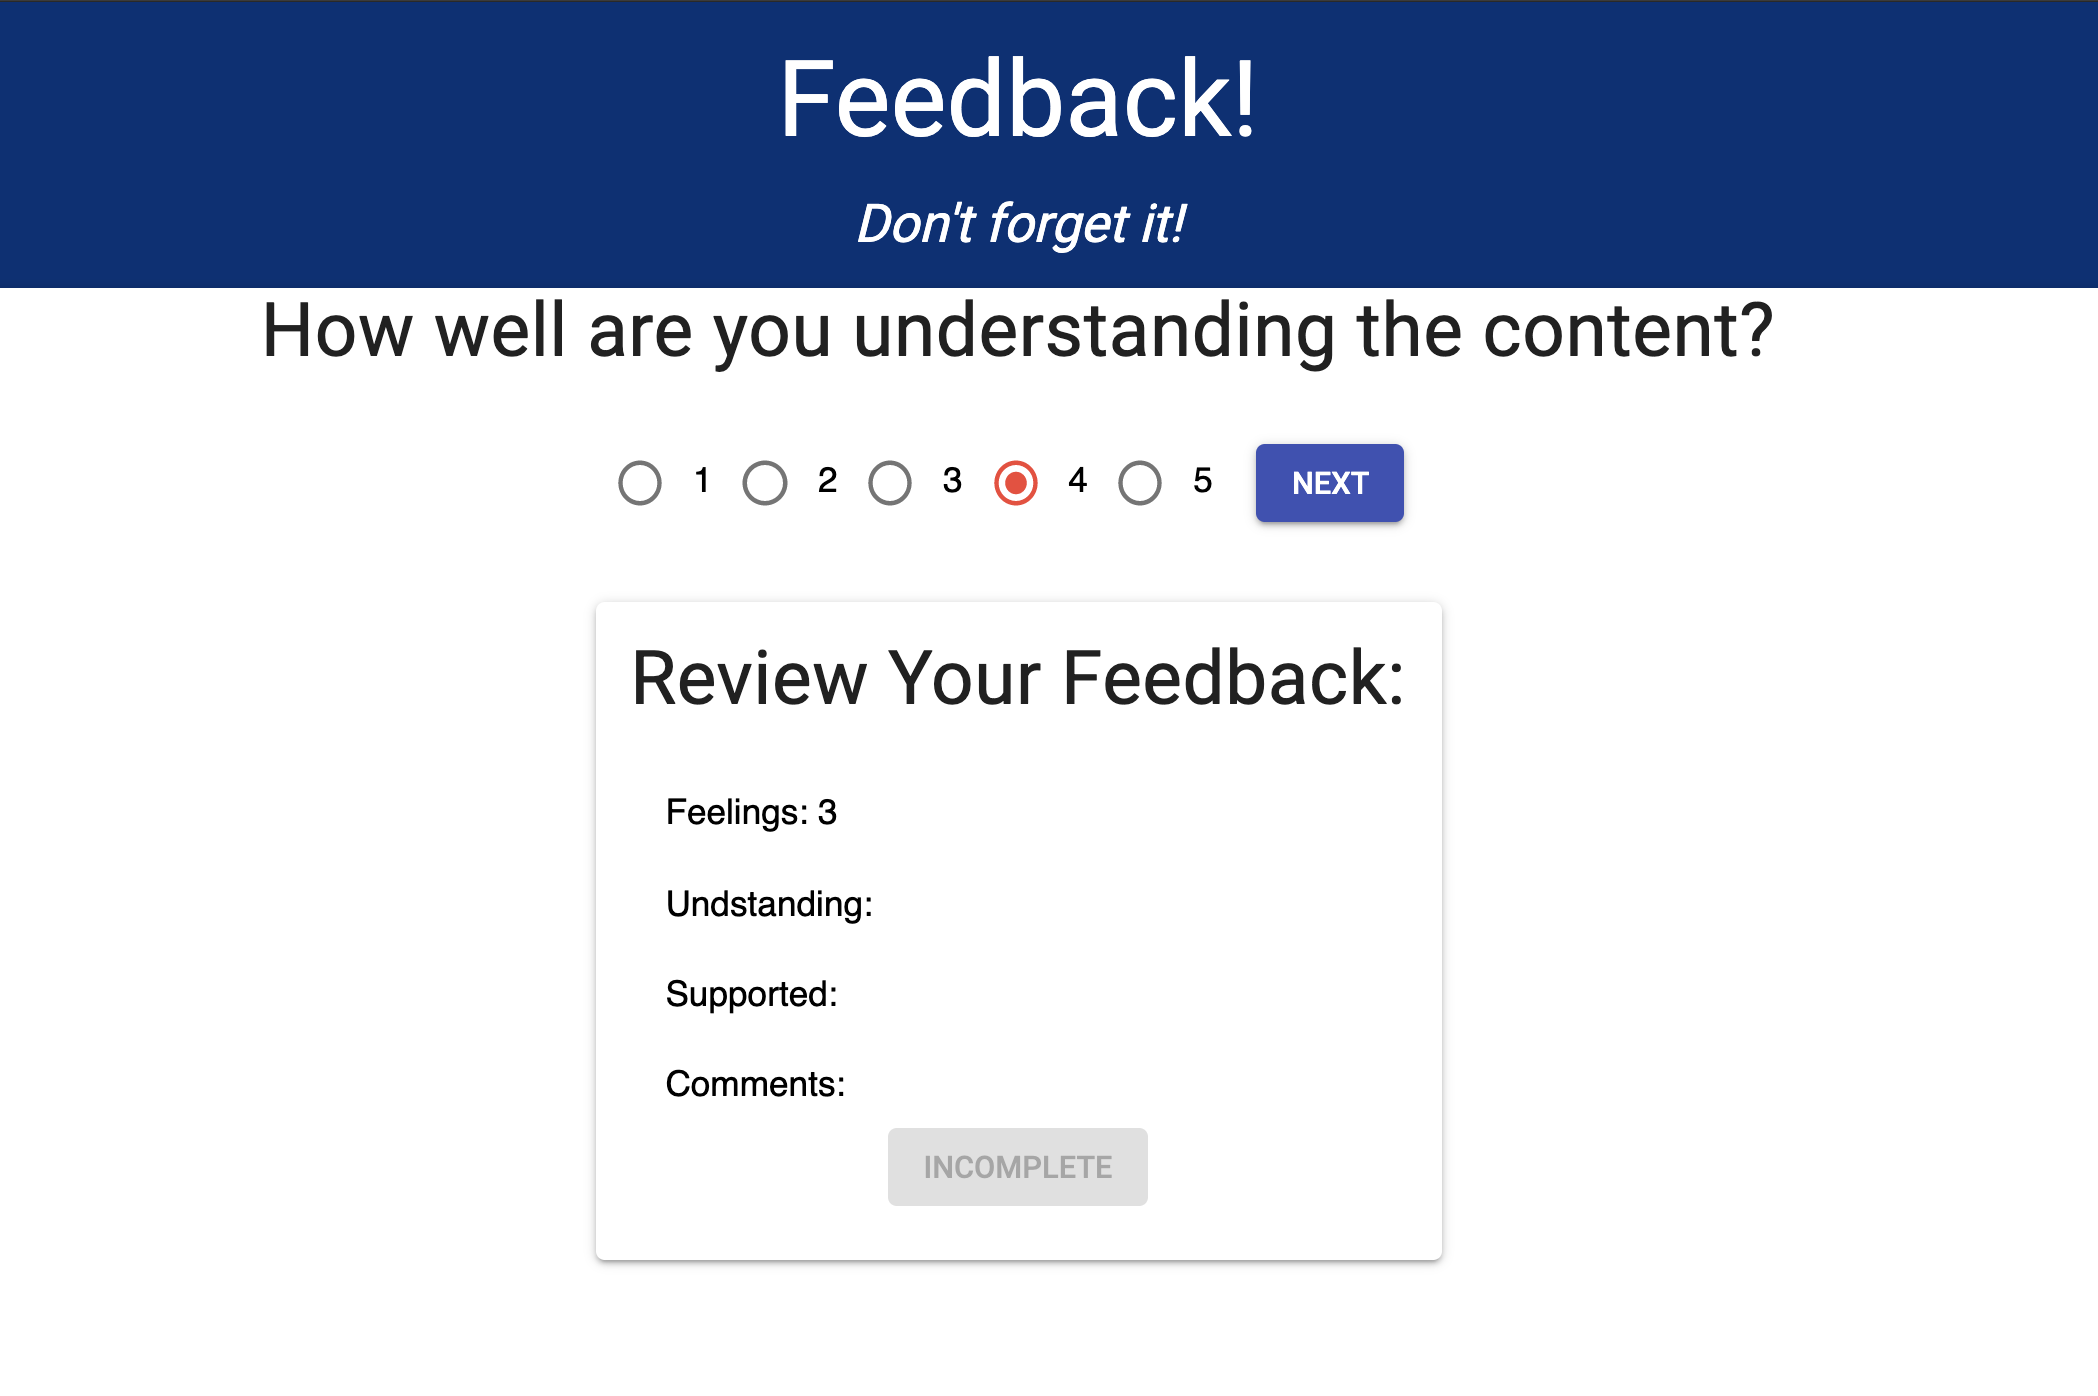 Feedback!
Don't forget it!
How well are you understanding the content?
1 2 3 4 5 NEXT
Review Your Feedback:
Feelings: 3
Undstanding:
Supported:
Comments:
INCOMPLETE